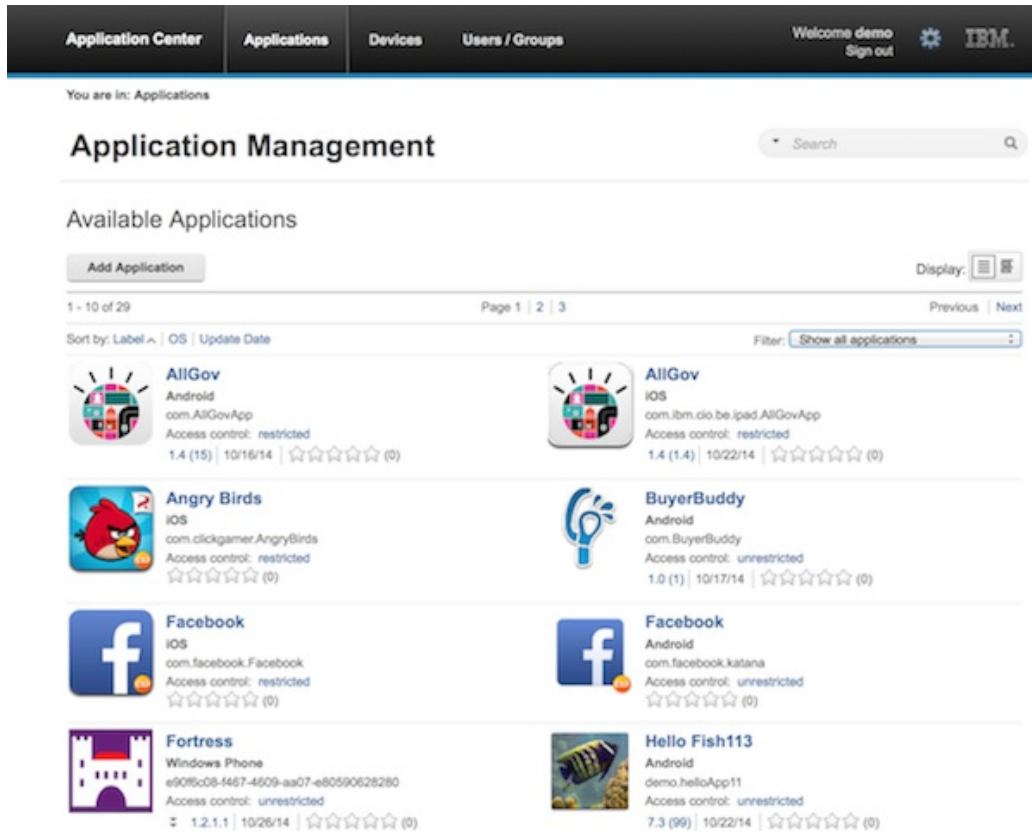 Application Center Applications Devices Users / Groups Welcome demo
Sign out IBM.
You are in: Applications
Application Management Search
Available Applications
Add Application Display:
1 - 10 of 29 Page 1 | 2 | 3 Previous | Next
Sort by: Label | OS | Update Date Filter: Show all applications
AllGov
Android
com.AllGovApp
Access control: restricted
1.4 (15) | 10/16/14 | (0)
AllGov
iOS
com.ibm.cio.be.ipad.AllGovApp
Access control: restricted
1.4 (1.4) | 10/22/14 | (0)
Angry Birds
iOS
com.clickgamer.AngryBirds
Access control: restricted
(0)
BuyerBuddy
Android
com.BuyerBuddy
Access control: unrestricted
1.0 (1) | 10/17/14 | (0)
Facebook
iOS
com.facebook.Facebook
Access control: restricted
(0)
Facebook
Android
com.facebook.katana
Access control: unrestricted
(0)
Fortress
Windows Phone
e90f6c08-f467-4609-aa07-e80590628280
Access control: unrestricted
1.2.1.1 | 10/26/14 | (0)
Hello Fish113
Android
demo.helloApp11
Access control: unrestricted
7.3 (99) | 10/22/14 | (0)